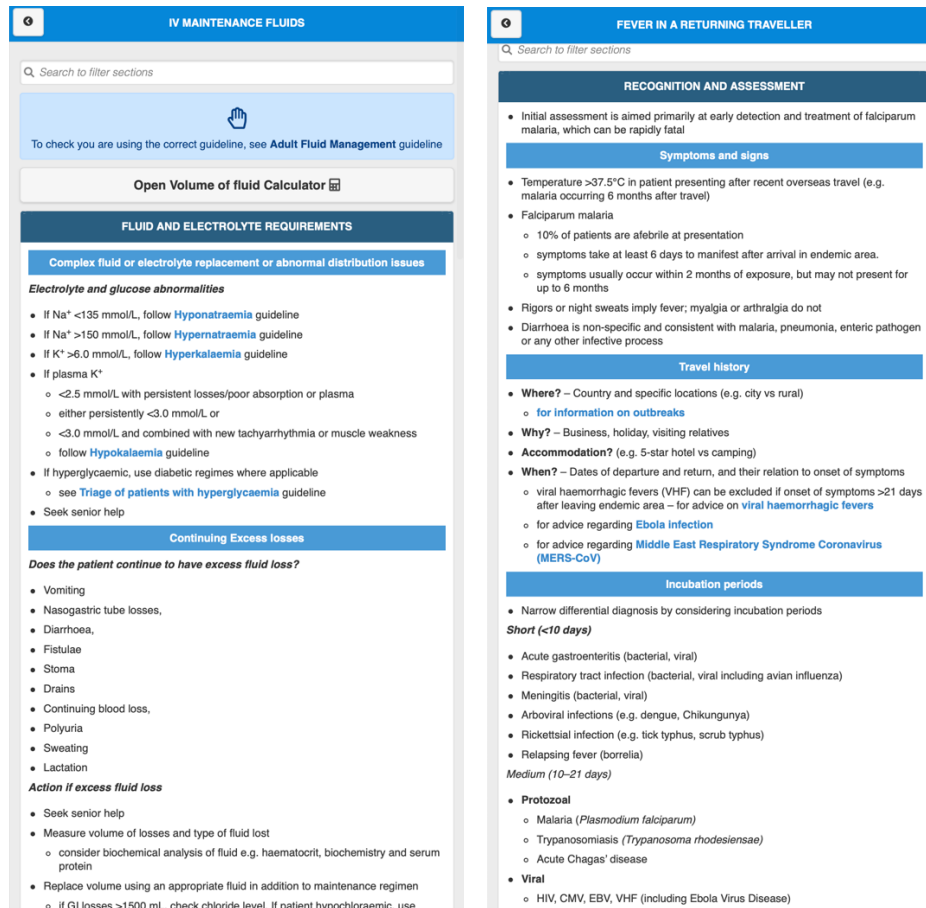 IV MAINTENANCE FLUIDS
Search to filter sections
To check you are using the correct guideline, see Adult Fluid Management guideline
Open Volume of fluid Calculator
FLUID AND ELECTROLYTE REQUIREMENTS
Complex fluid or electrolyte replacement or abnormal distribution issues
Electrolyte and glucose abnormalities
• If Na⁺ <135 mmol/L, follow Hyponatraemia guideline
• If Na⁺ >150 mmol/L, follow Hypernatraemia guideline
• If K⁺ >6.0 mmol/L, follow Hyperkalaemia guideline
• If plasma K⁺
◦ <2.5 mmol/L with persistent losses/poor absorption or plasma
◦ either persistently <3.0 mmol/L or
◦ <3.0 mmol/L and combined with new tachyarrhythmia or muscle weakness
◦ follow Hypokalaemia guideline
• If hyperglycaemic, use diabetic regimes where applicable
◦ see Triage of patients with hyperglycaemia guideline
• Seek senior help
Continuing Excess losses
Does the patient continue to have excess fluid loss?
• Vomiting
• Nasogastric tube losses,
• Diarrhoea,
• Fistulae
• Stoma
• Drains
• Continuing blood loss,
• Polyuria
• Sweating
• Lactation
Action if excess fluid loss
• Seek senior help
• Measure volume of losses and type of fluid lost
◦ consider biochemical analysis of fluid e.g. haematocrit, biochemistry and serum
protein
• Replace volume using an appropriate fluid in addition to maintenance regimen
◦ if GI losses >1500 mL, check chloride level. If patient hypochloraemic, use
FEVER IN A RETURNING TRAVELLER
Search to filter sections
RECOGNITION AND ASSESSMENT
• Initial assessment is aimed primarily at early detection and treatment of falciparum
malaria, which can be rapidly fatal
Symptoms and signs
• Temperature >37.5°C in patient presenting after recent overseas travel (e.g.
malaria occurring 6 months after travel)
• Falciparum malaria
◦ 10% of patients are afebrile at presentation
◦ symptoms take at least 6 days to manifest after arrival in endemic area.
◦ symptoms usually occur within 2 months of exposure, but may not present for
up to 6 months
• Rigors or night sweats imply fever; myalgia or arthralgia do not
• Diarrhoea is non-specific and consistent with malaria, pneumonia, enteric pathogen
or any other infective process
Travel history
• Where? – Country and specific locations (e.g. city vs rural)
◦ for information on outbreaks
• Why? – Business, holiday, visiting relatives
• Accommodation? (e.g. 5-star hotel vs camping)
• When? – Dates of departure and return, and their relation to onset of symptoms
◦ viral haemorrhagic fevers (VHF) can be excluded if onset of symptoms >21 days
after leaving endemic area – for advice on viral haemorrhagic fevers
◦ for advice regarding Ebola infection
◦ for advice regarding Middle East Respiratory Syndrome Coronavirus
(MERS-CoV)
Incubation periods
• Narrow differential diagnosis by considering incubation periods
Short (<10 days)
• Acute gastroenteritis (bacterial, viral)
• Respiratory tract infection (bacterial, viral including avian influenza)
• Meningitis (bacterial, viral)
• Arboviral infections (e.g. dengue, Chikungunya)
• Rickettsial infection (e.g. tick typhus, scrub typhus)
• Relapsing fever (borrelia)
Medium (10–21 days)
• Protozoal
◦ Malaria (Plasmodium falciparum)
◦ Trypanosomiasis (Trypanosoma rhodesiensae)
◦ Acute Chagas' disease
• Viral
◦ HIV, CMV, EBV, VHF (including Ebola Virus Disease)